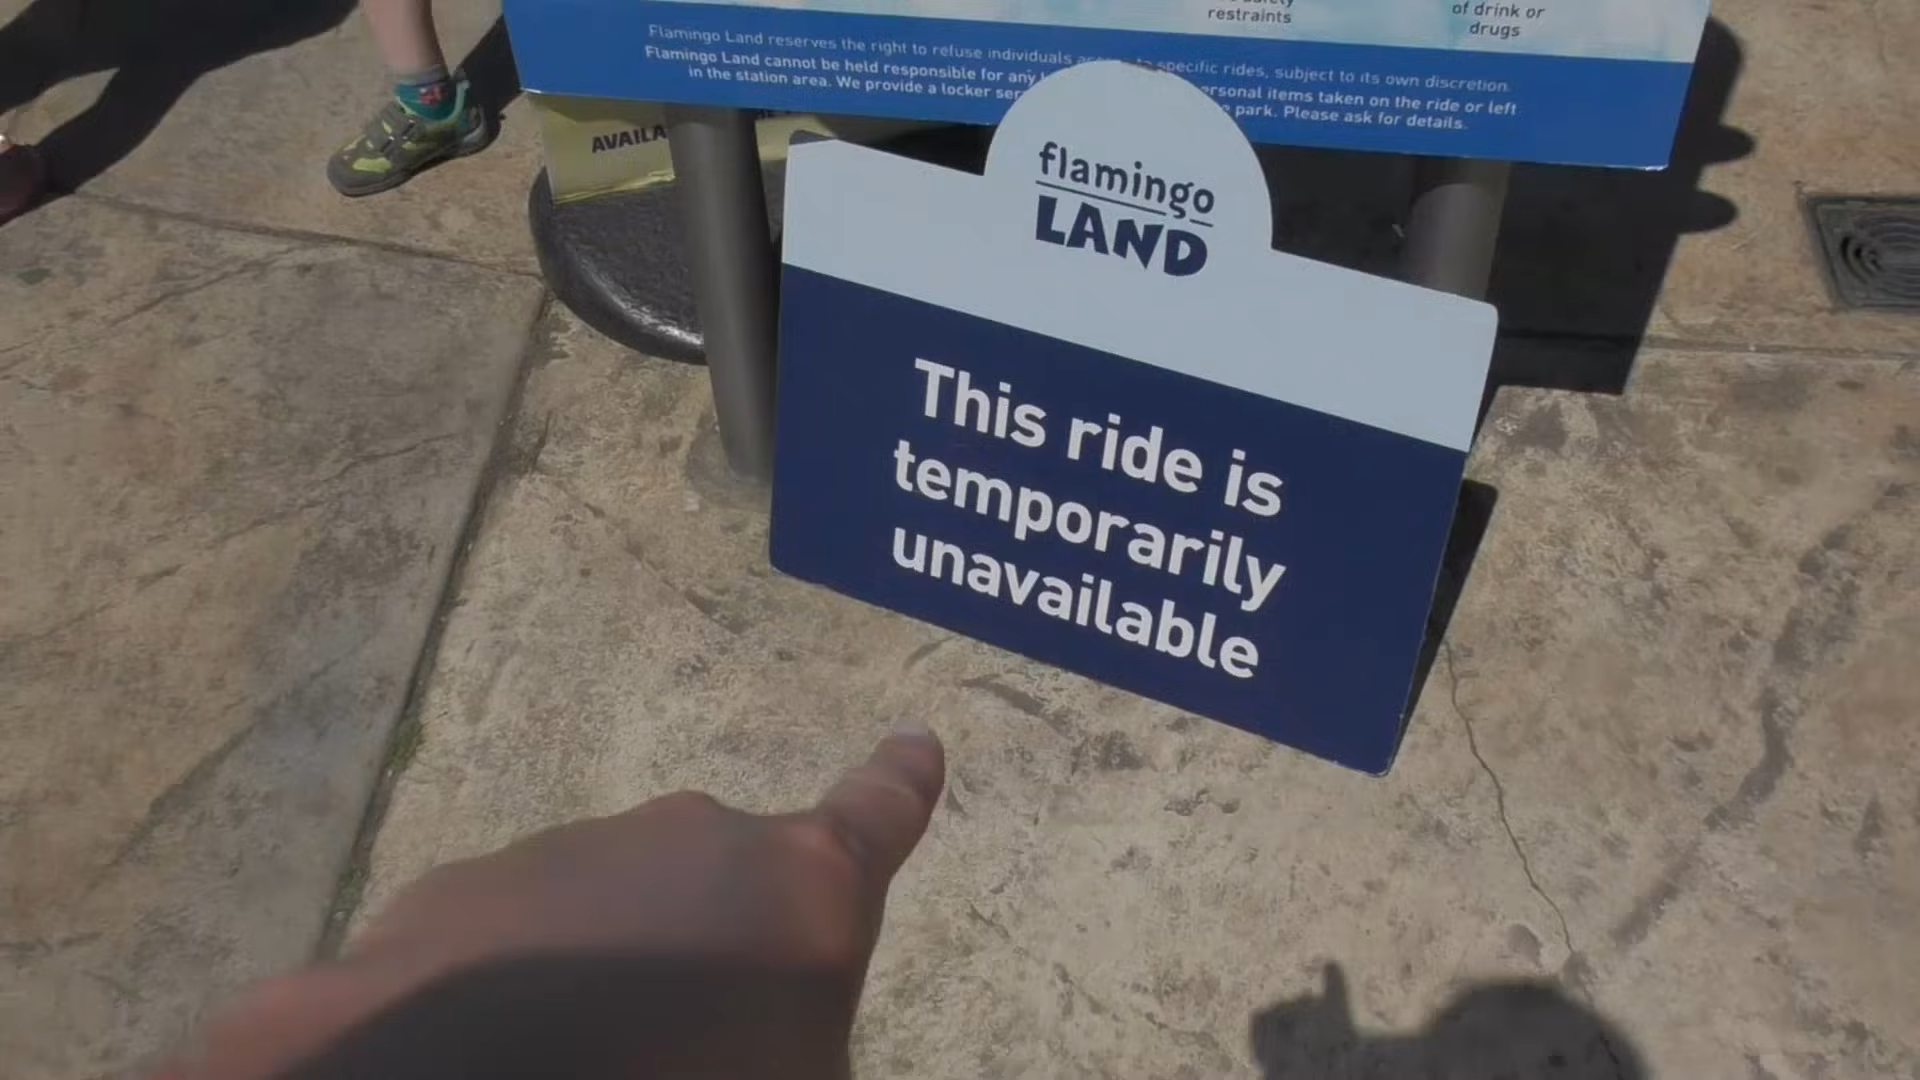 restraints
of drink or
drugs
Flamingo Land reserves the right to refuse individuals specific rides, subject to its own discretion.
Flamingo Land cannot be held responsible for any personal items taken on the ride or left
in the station area. We provide a locker park. Please ask for details.
flamingo
LAND
This ride is
temporarily
unavailable